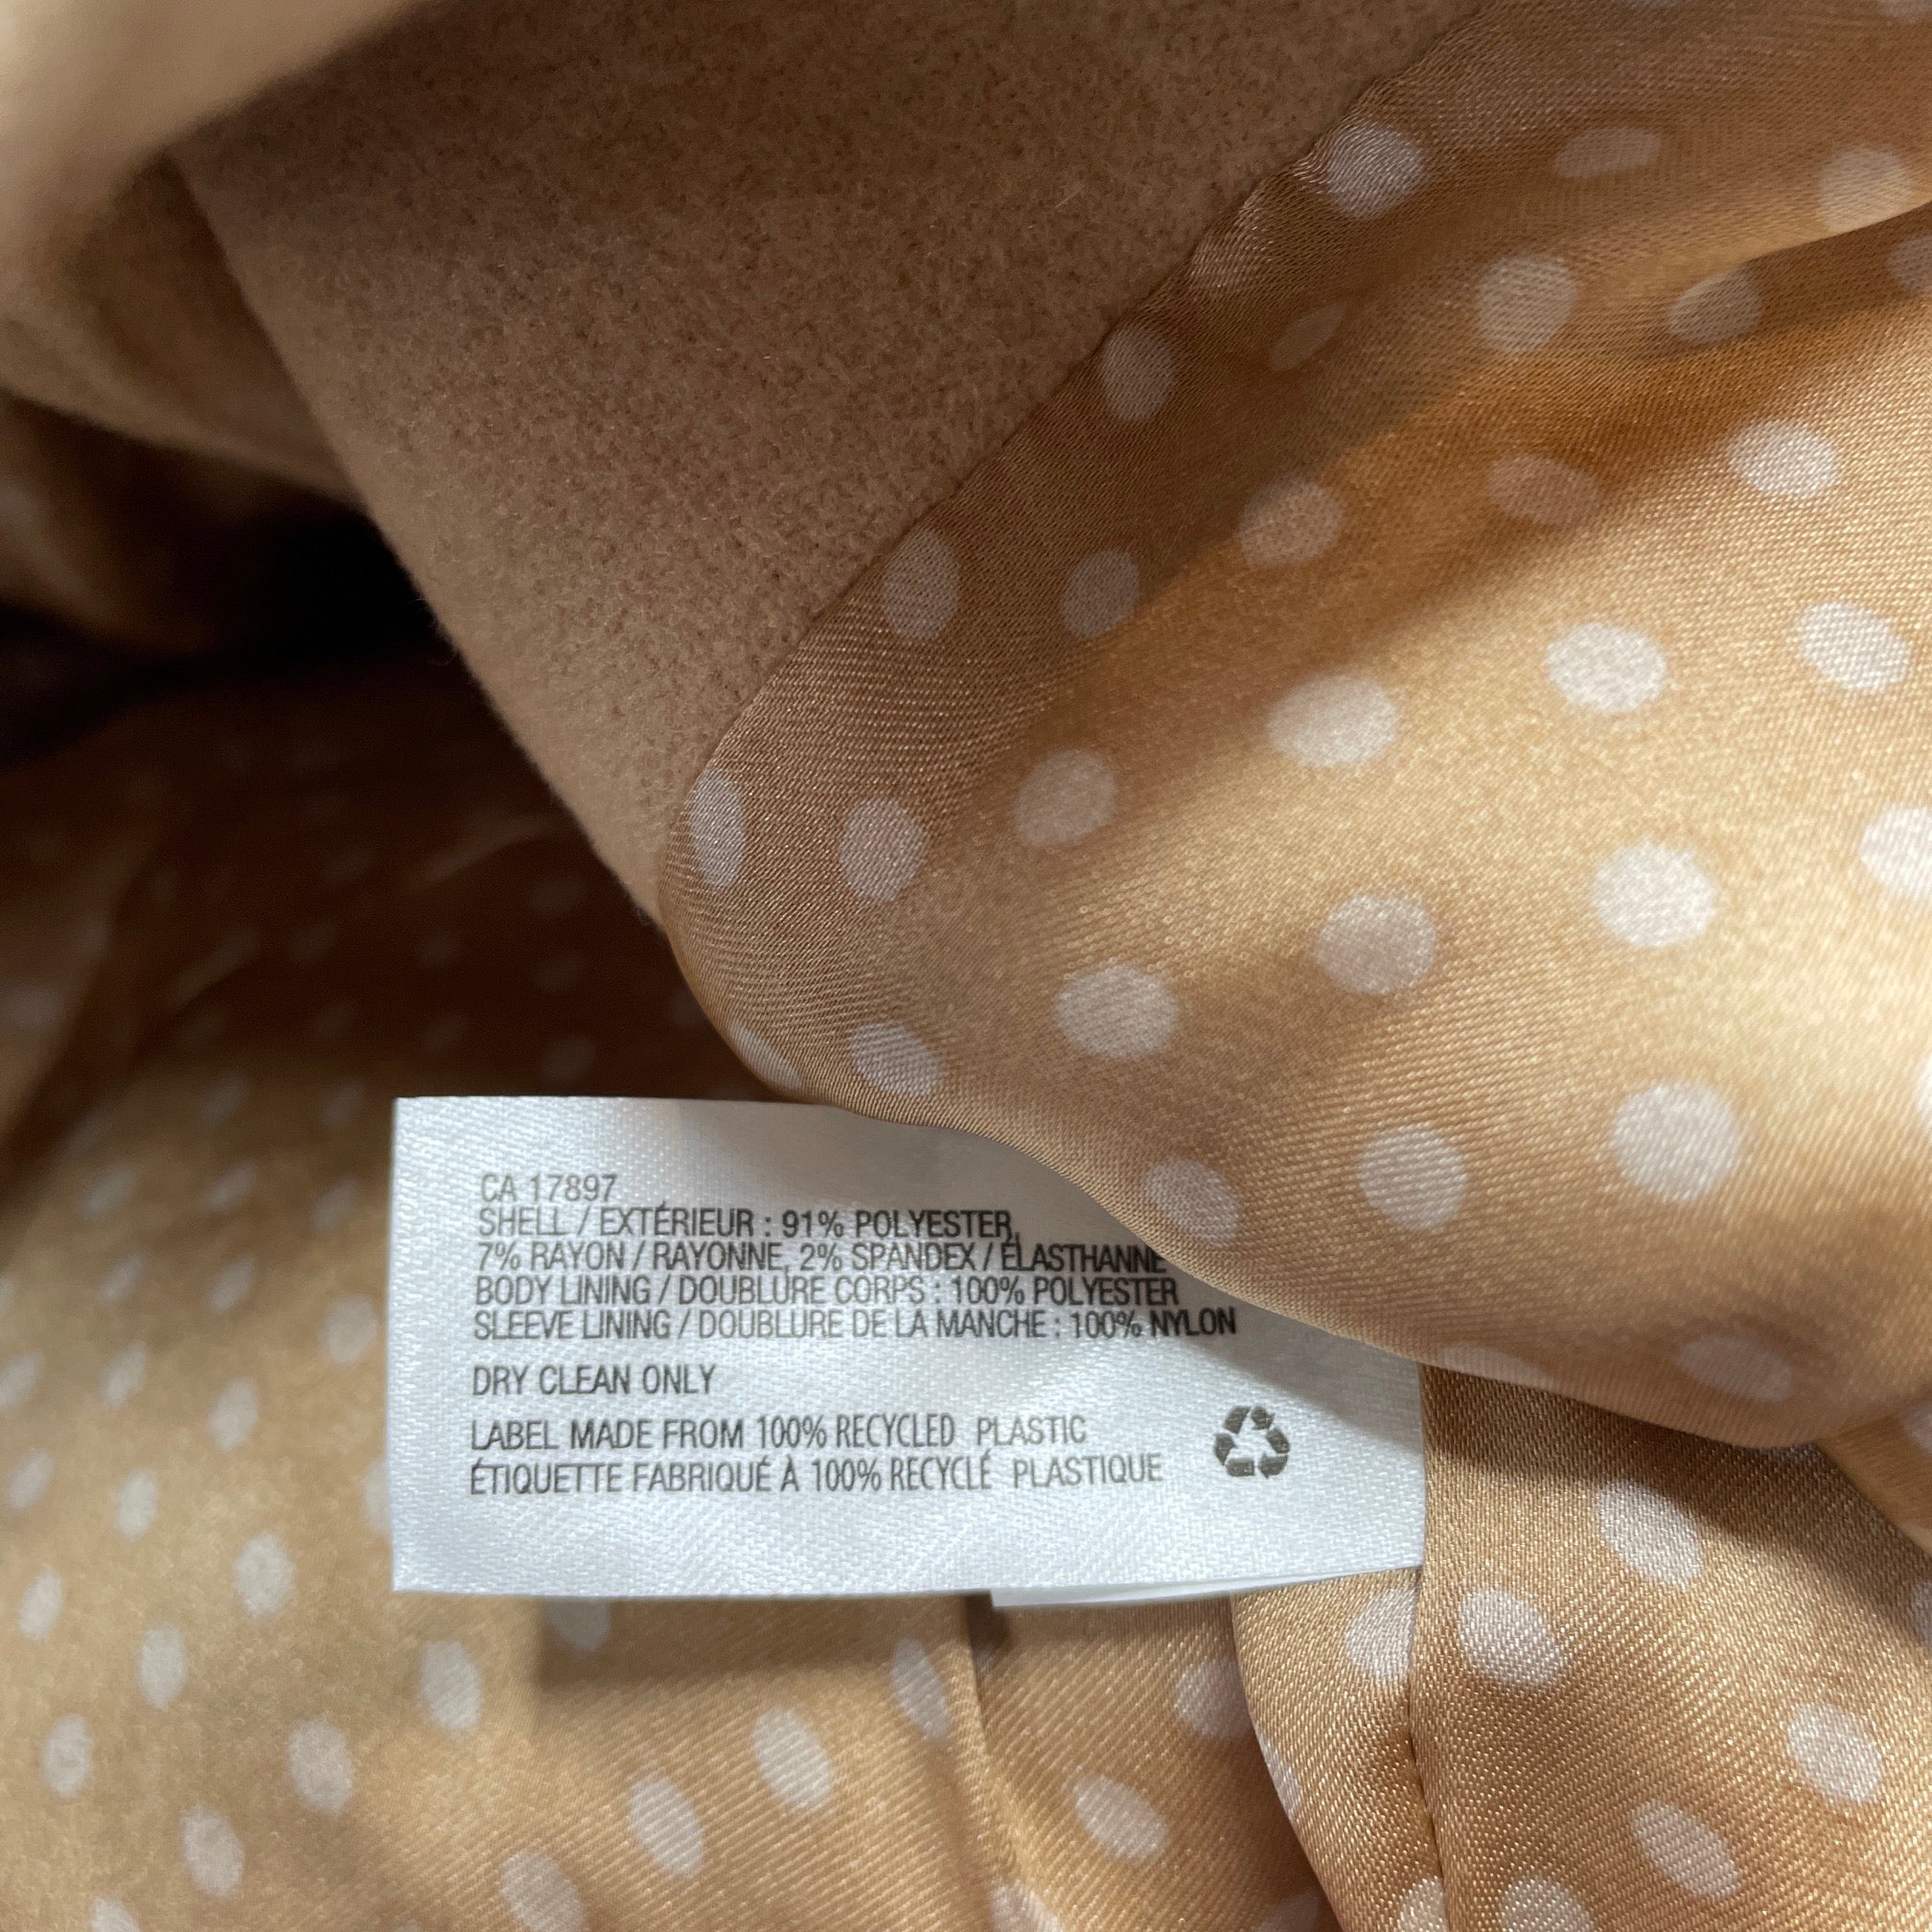 CA 17897
SHELL / EXTÉRIEUR : 91% POLYESTER,
7% RAYON / RAYONNE, 2% SPANDEX / ÉLASTHANNE
BODY LINING / DOUBLURE CORPS : 100% POLYESTER
SLEEVE LINING / DOUBLURE DE LA MANCHE : 100% NYLON
DRY CLEAN ONLY
LABEL MADE FROM 100% RECYCLED PLASTIC
ÉTIQUETTE FABRIQUÉ À 100% RECYCLÉ PLASTIQUE